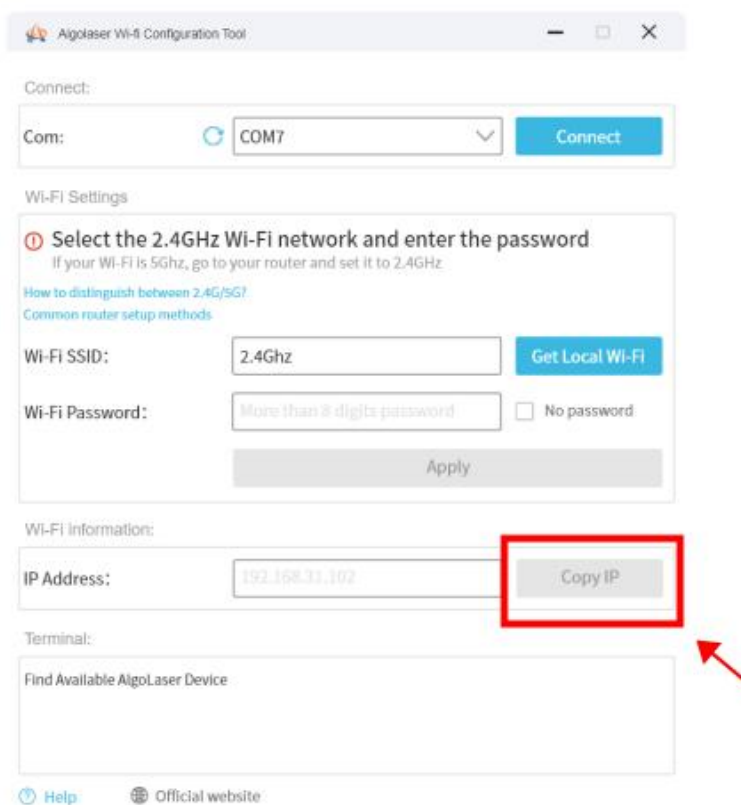 Algolaser Wi-fi Configuration Tool
Connect:
Com: COM7 Connect
Wi-Fi Settings
Select the 2.4GHz Wi-Fi network and enter the password
If your Wi-Fi is 5Ghz, go to your router and set it to 2.4GHz
How to distinguish between 2.4G/5G?
Common router setup methods
Wi-Fi SSID: 2.4Ghz Get Local Wi-Fi
Wi-Fi Password: More than 8 digits password No password
Apply
Wi-Fi information:
IP Address: 192.168.31.102 Copy IP
Terminal:
Find Available AlgoLaser Device
Help Official website